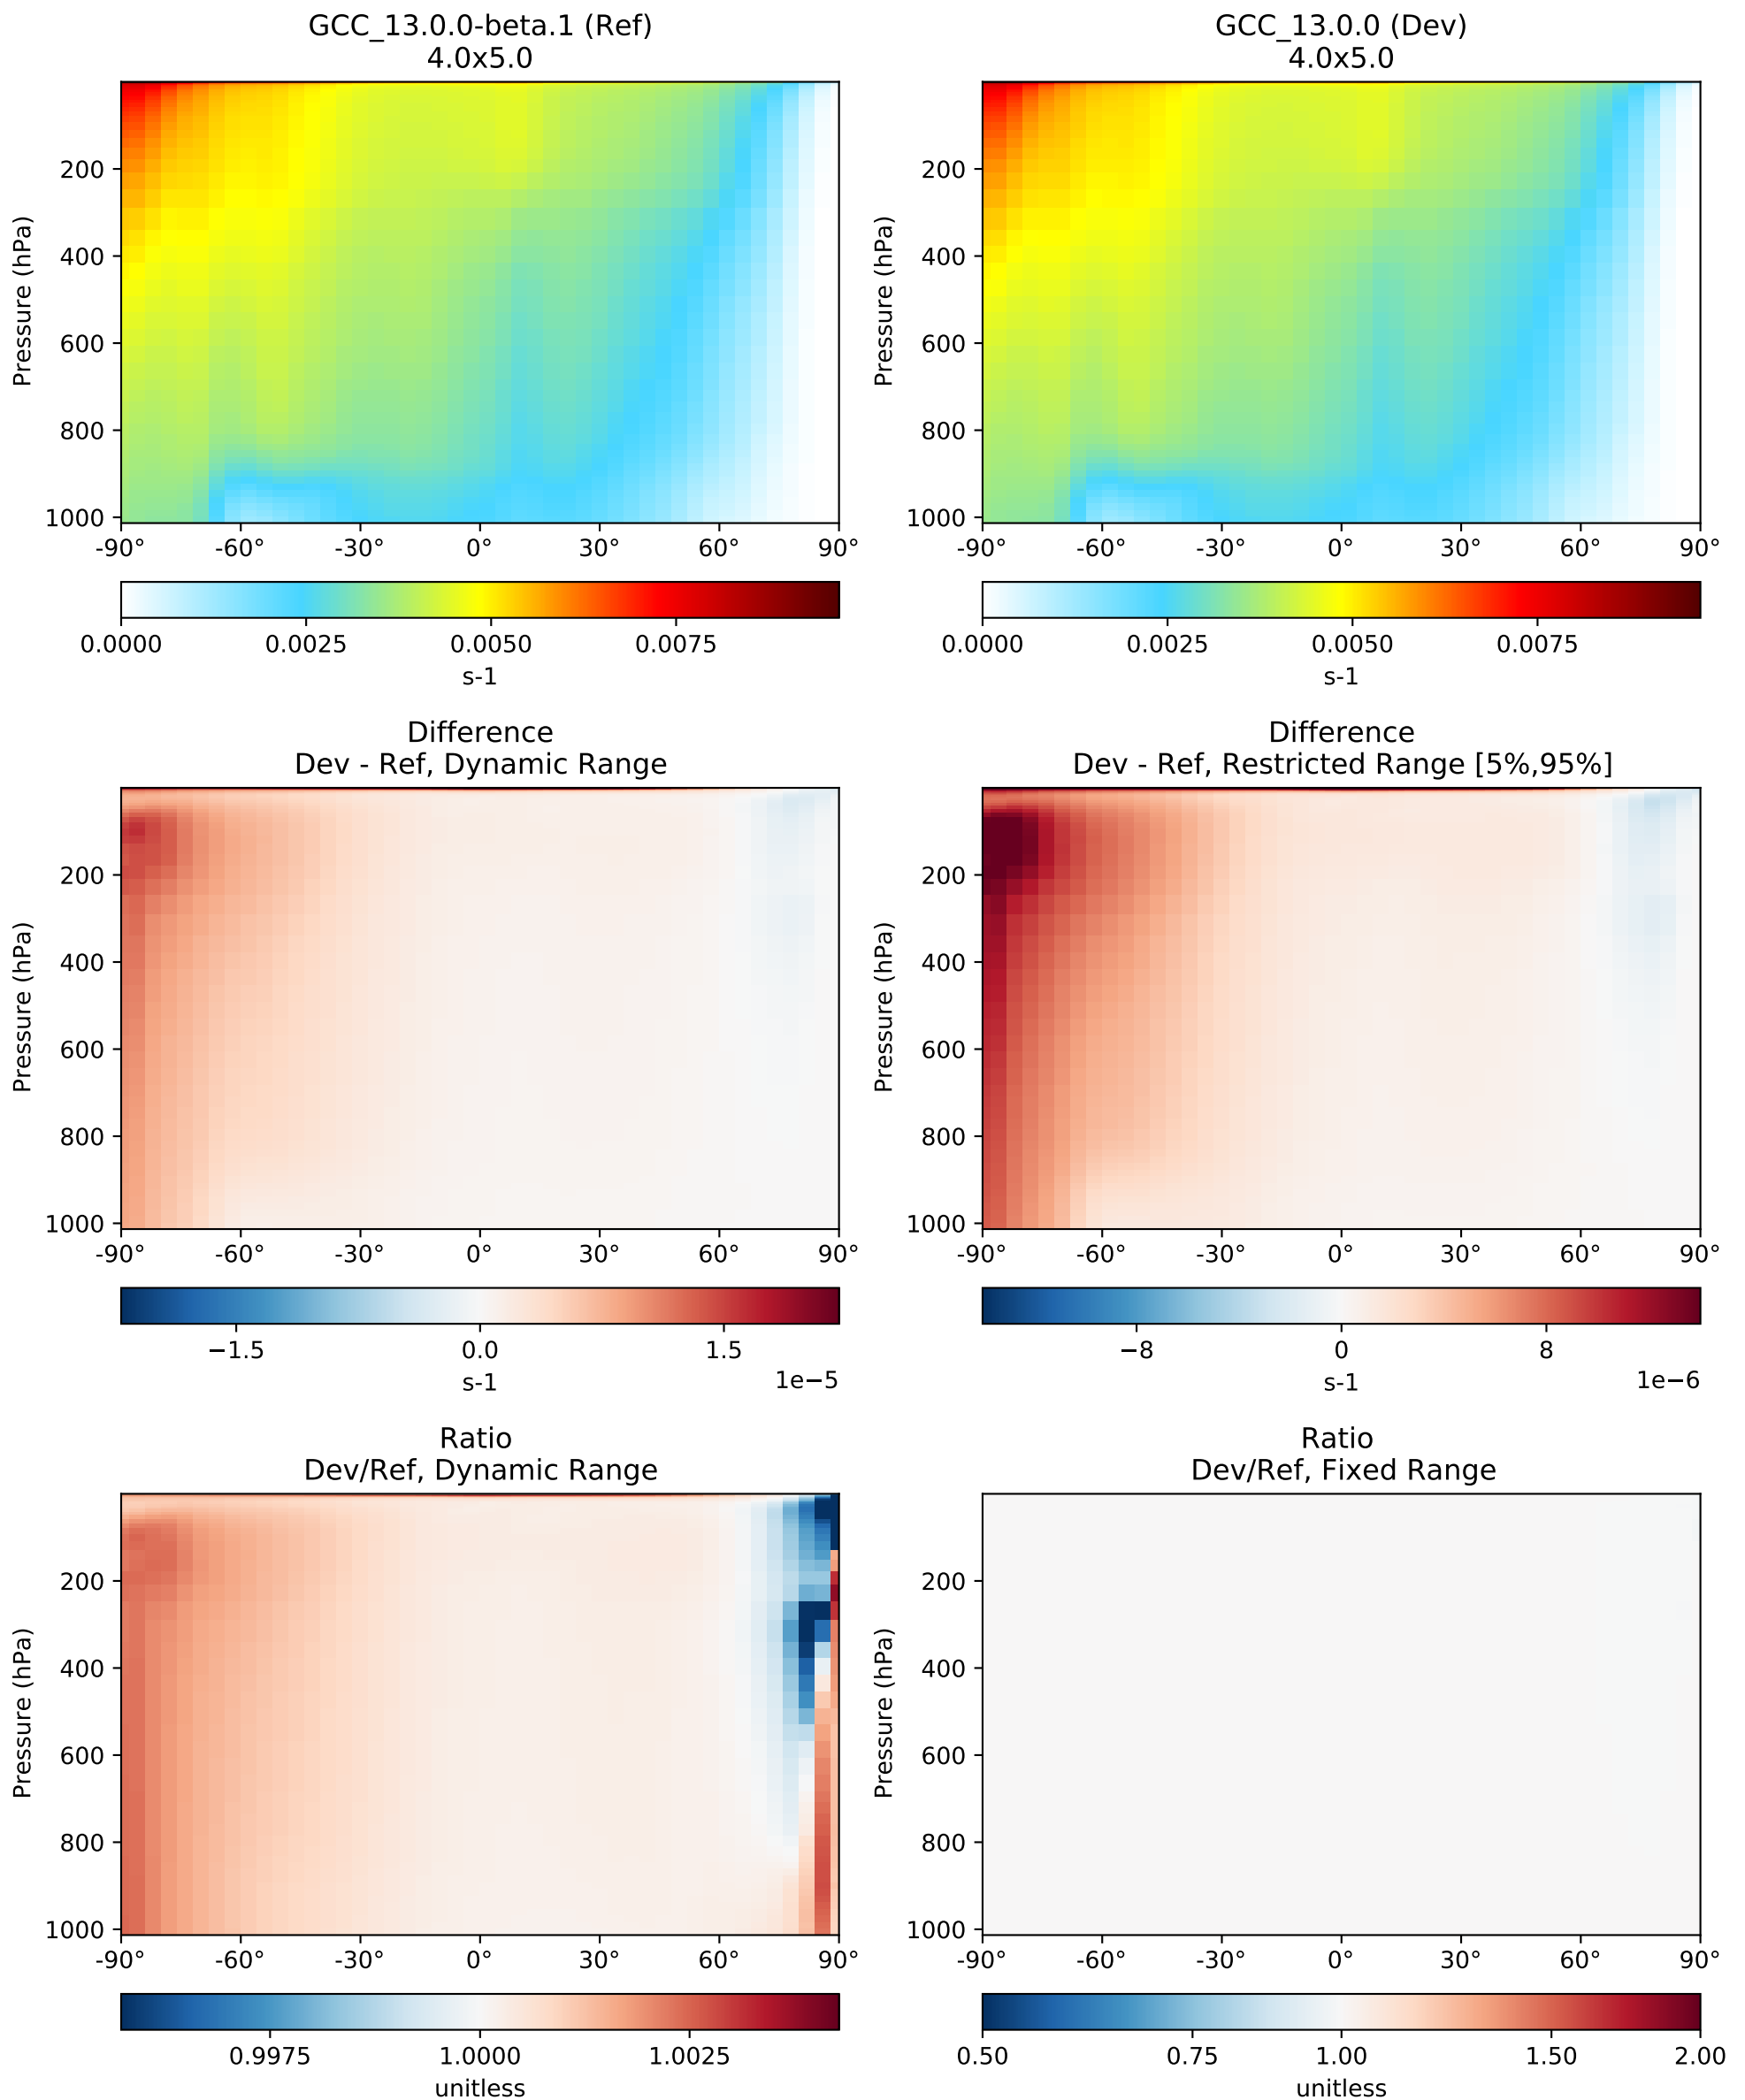 GCC_13.0.0-beta.1 (Ref)
4.0x5.0
GCC_13.0.0 (Dev)
4.0x5.0
Pressure (hPa)
200
400
600
800
1000
-90° -60° -30° 0° 30° 60° 90°
0.0000 0.0025 0.0050 0.0075
s-1
Pressure (hPa)
200
400
600
800
1000
-90° -60° -30° 0° 30° 60° 90°
0.0000 0.0025 0.0050 0.0075
s-1
Difference
Dev - Ref, Dynamic Range
Difference
Dev - Ref, Restricted Range [5%,95%]
Pressure (hPa)
200
400
600
800
1000
-90° -60° -30° 0° 30° 60° 90°
−1.5 0.0 1.5
s-1 1e−5
Pressure (hPa)
200
400
600
800
1000
-90° -60° -30° 0° 30° 60° 90°
−8 0 8
s-1 1e−6
Ratio
Dev/Ref, Dynamic Range
Ratio
Dev/Ref, Fixed Range
Pressure (hPa)
200
400
600
800
1000
-90° -60° -30° 0° 30° 60° 90°
0.9975 1.0000 1.0025
unitless
Pressure (hPa)
200
400
600
800
1000
-90° -60° -30° 0° 30° 60° 90°
0.50 0.75 1.00 1.50 2.00
unitless